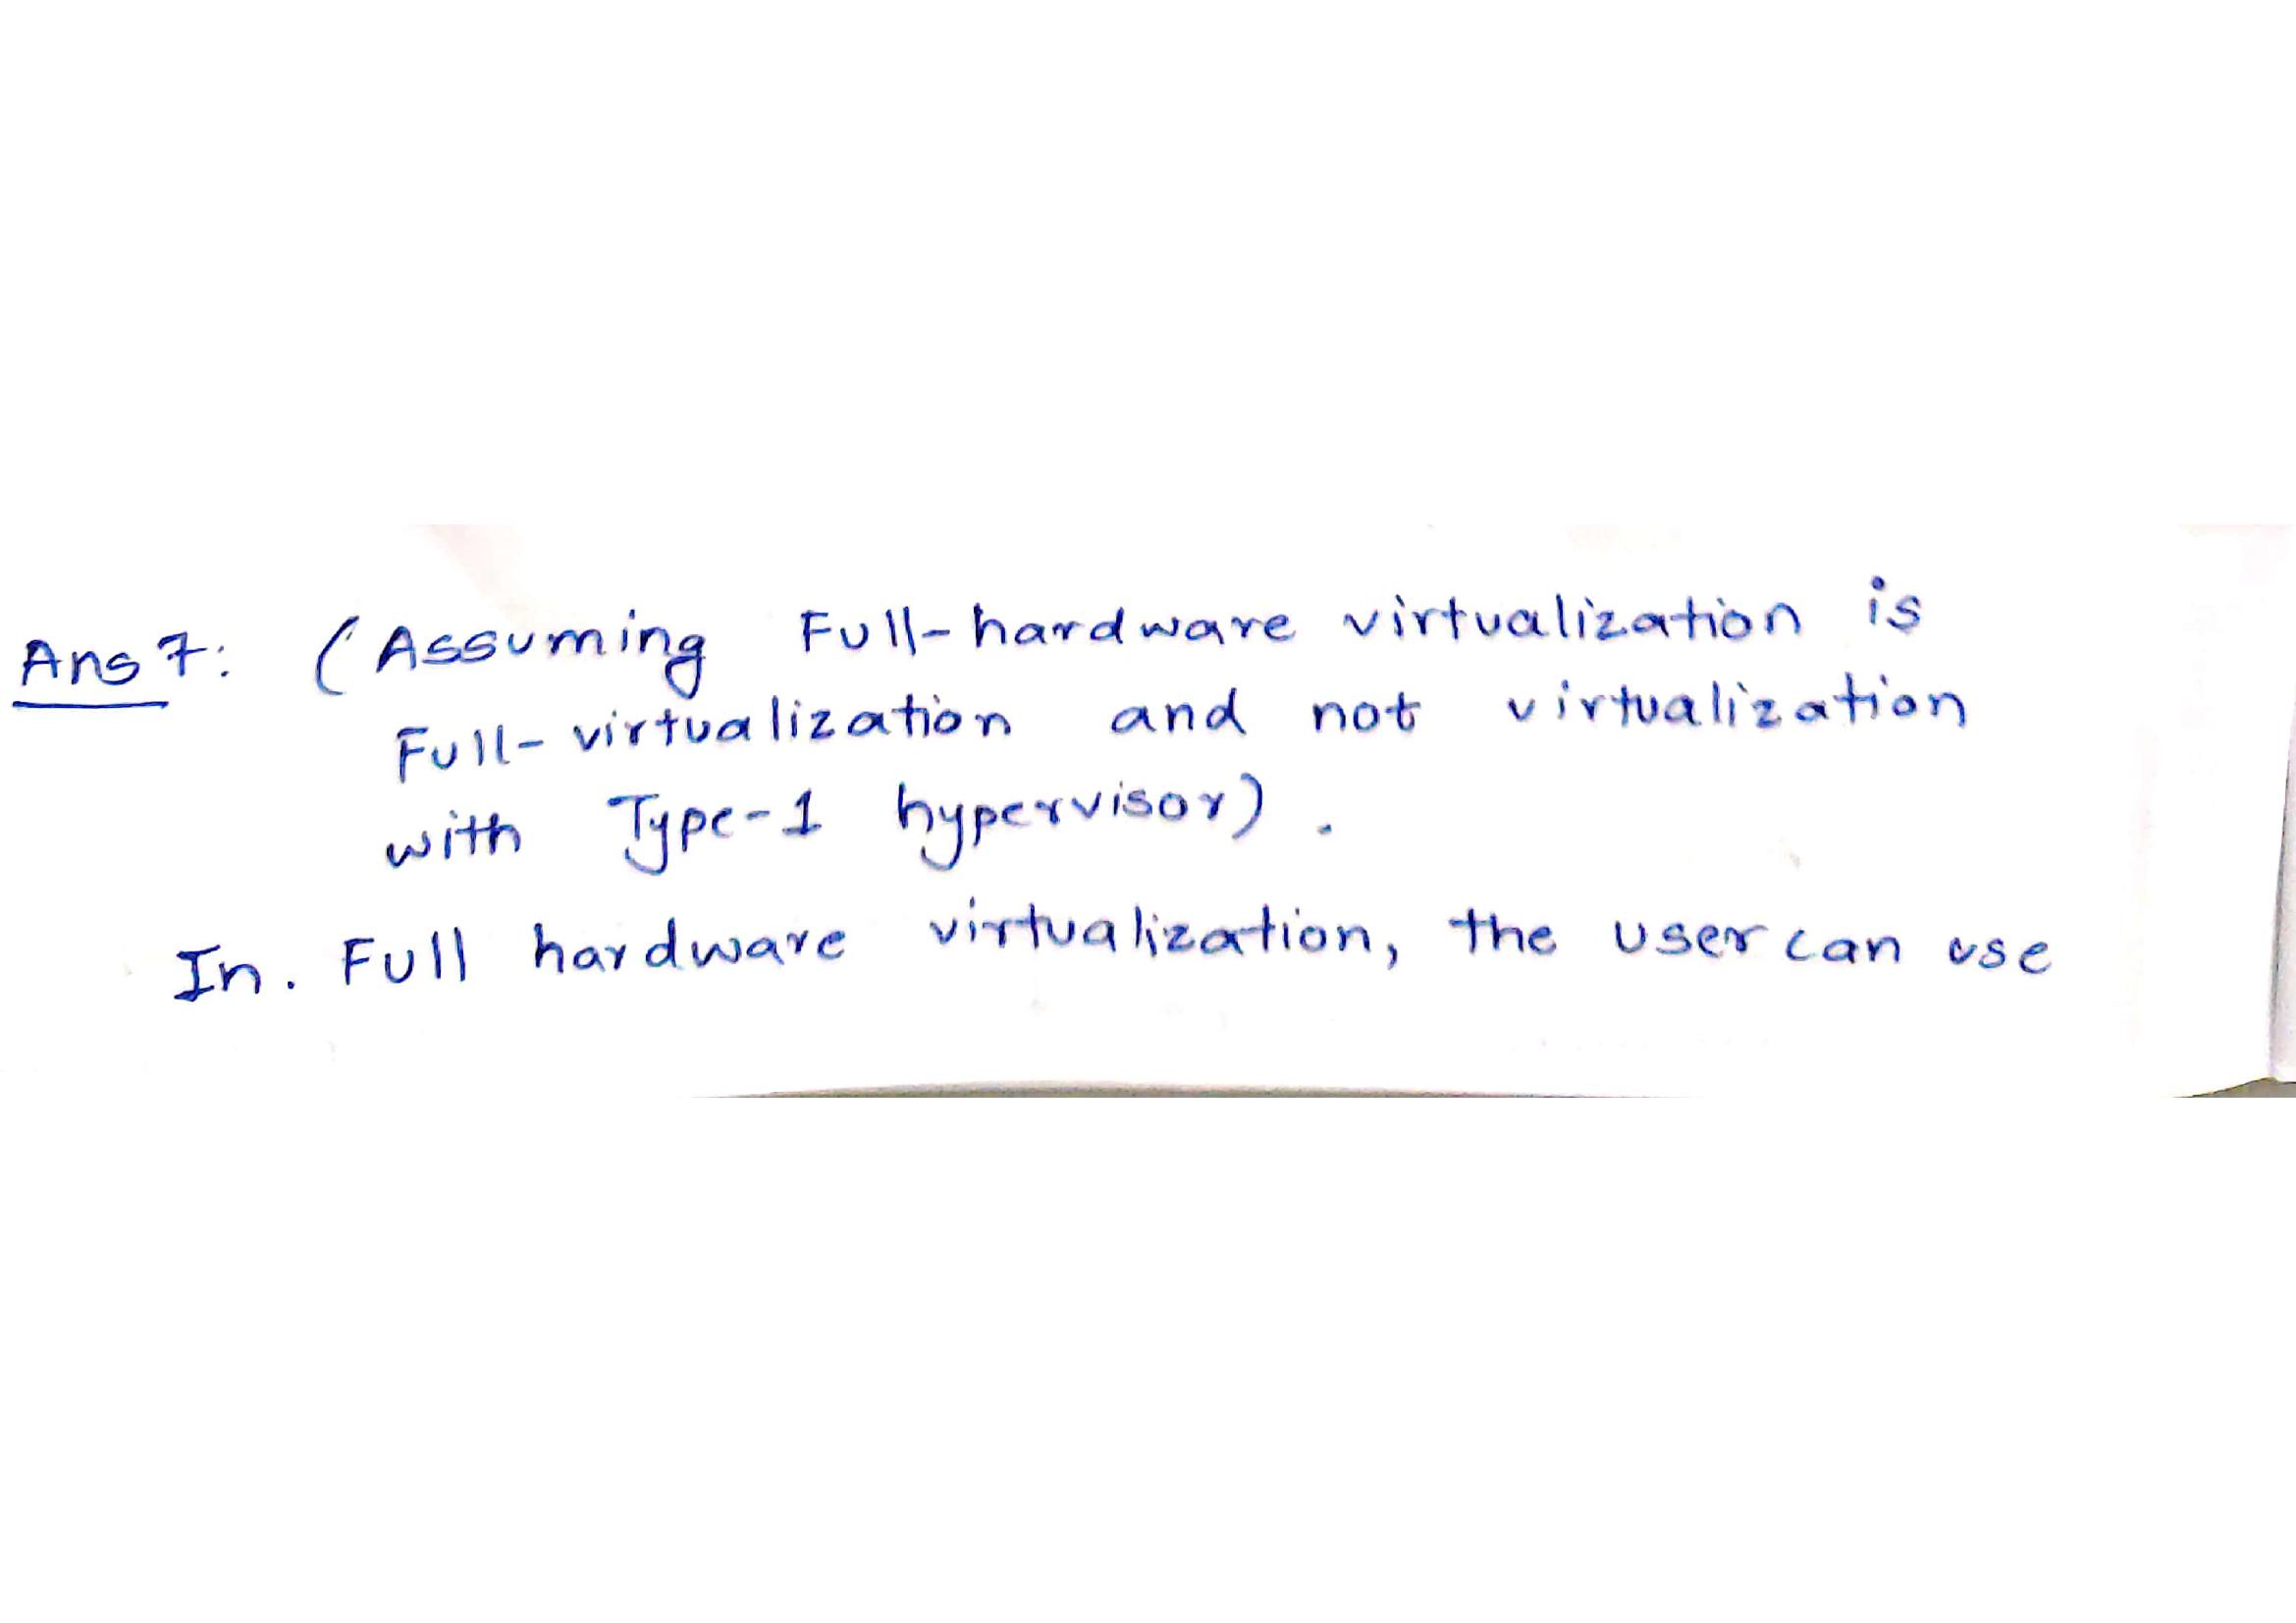 Ans 7: (Assuming Full-hardware virtualization is
Full-virtualization and not virtualization
with Type-1 hypervisor).
In. Full hardware virtualization, the user can use